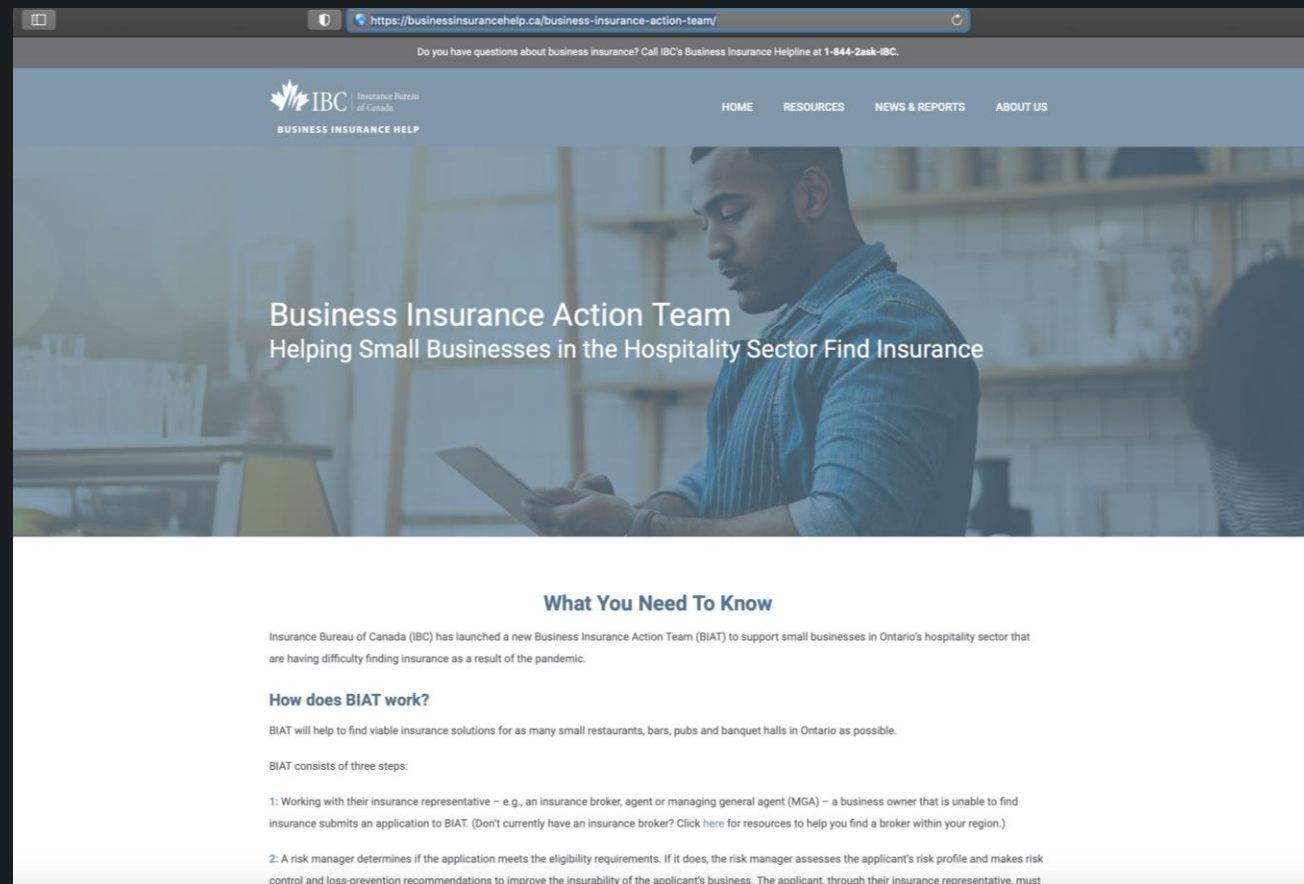 https://businessinsurancehelp.ca/business-insurance-action-team/
Do you have questions about business insurance? Call IBC's Business Insurance Helpline at 1-844-2ask-IBC.
IBC
Insurance Bureau
of Canada
BUSINESS INSURANCE HELP
HOME RESOURCES NEWS & REPORTS ABOUT US
Business Insurance Action Team
Helping Small Businesses in the Hospitality Sector Find Insurance
What You Need To Know
Insurance Bureau of Canada (IBC) has launched a new Business Insurance Action Team (BIAT) to support small businesses in Ontario's hospitality sector that
are having difficulty finding insurance as a result of the pandemic.
How does BIAT work?
BIAT will help to find viable insurance solutions for as many small restaurants, bars, pubs and banquet halls in Ontario as possible.
BIAT consists of three steps:
1: Working with their insurance representative – e.g., an insurance broker, agent or managing general agent (MGA) – a business owner that is unable to find
insurance submits an application to BIAT. (Don't currently have an insurance broker? Click here for resources to help you find a broker within your region.)
2: A risk manager determines if the application meets the eligibility requirements. If it does, the risk manager assesses the applicant's risk profile and makes risk
control and loss-prevention recommendations to improve the insurability of the applicant's business. The applicant, through their insurance representative, must